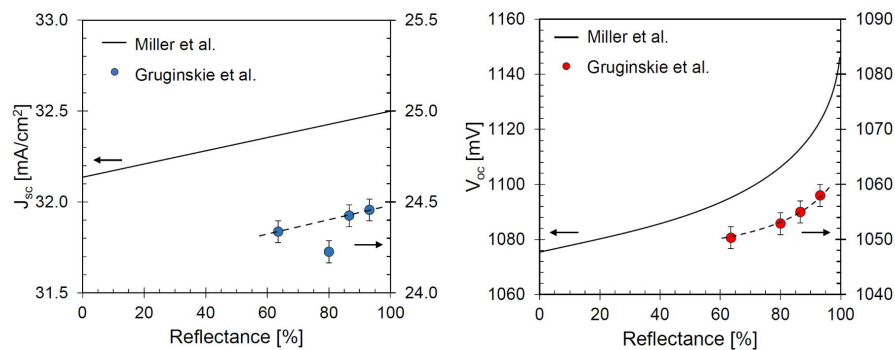 33.0
32.5
32.0
31.5
J_sc [mA/cm²]
Miller et al.
Gruginskie et al.
25.5
25.0
24.5
24.0
0 20 40 60 80 100
Reflectance [%]
1160
1140
1120
1100
1080
1060
V_oc [mV]
Miller et al.
Gruginskie et al.
1090
1080
1070
1060
1050
1040
0 20 40 60 80 100
Reflectance [%]